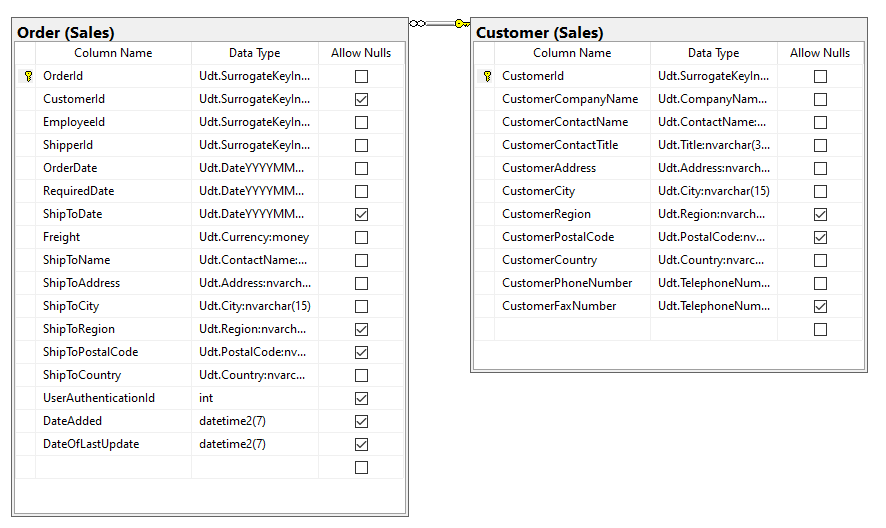 Order (Sales)
Column Name Data Type Allow Nulls
OrderId Udt.SurrogateKeyIn...
CustomerId Udt.SurrogateKeyIn...
EmployeeId Udt.SurrogateKeyIn...
ShipperId Udt.SurrogateKeyIn...
OrderDate Udt.DateYYYYMM...
RequiredDate Udt.DateYYYYMM...
ShipToDate Udt.DateYYYYMM...
Freight Udt.Currency:money
ShipToName Udt.ContactName:...
ShipToAddress Udt.Address:nvarch...
ShipToCity Udt.City:nvarchar(15)
ShipToRegion Udt.Region:nvarch...
ShipToPostalCode Udt.PostalCode:nv...
ShipToCountry Udt.Country:nvarc...
UserAuthenticationId int
DateAdded datetime2(7)
DateOfLastUpdate datetime2(7)
Customer (Sales)
Column Name Data Type Allow Nulls
CustomerId Udt.SurrogateKeyIn...
CustomerCompanyName Udt.CompanyNam...
CustomerContactName Udt.ContactName:...
CustomerContactTitle Udt.Title:nvarchar(3...
CustomerAddress Udt.Address:nvarch...
CustomerCity Udt.City:nvarchar(15)
CustomerRegion Udt.Region:nvarch...
CustomerPostalCode Udt.PostalCode:nv...
CustomerCountry Udt.Country:nvarc...
CustomerPhoneNumber Udt.TelephoneNum...
CustomerFaxNumber Udt.TelephoneNum...